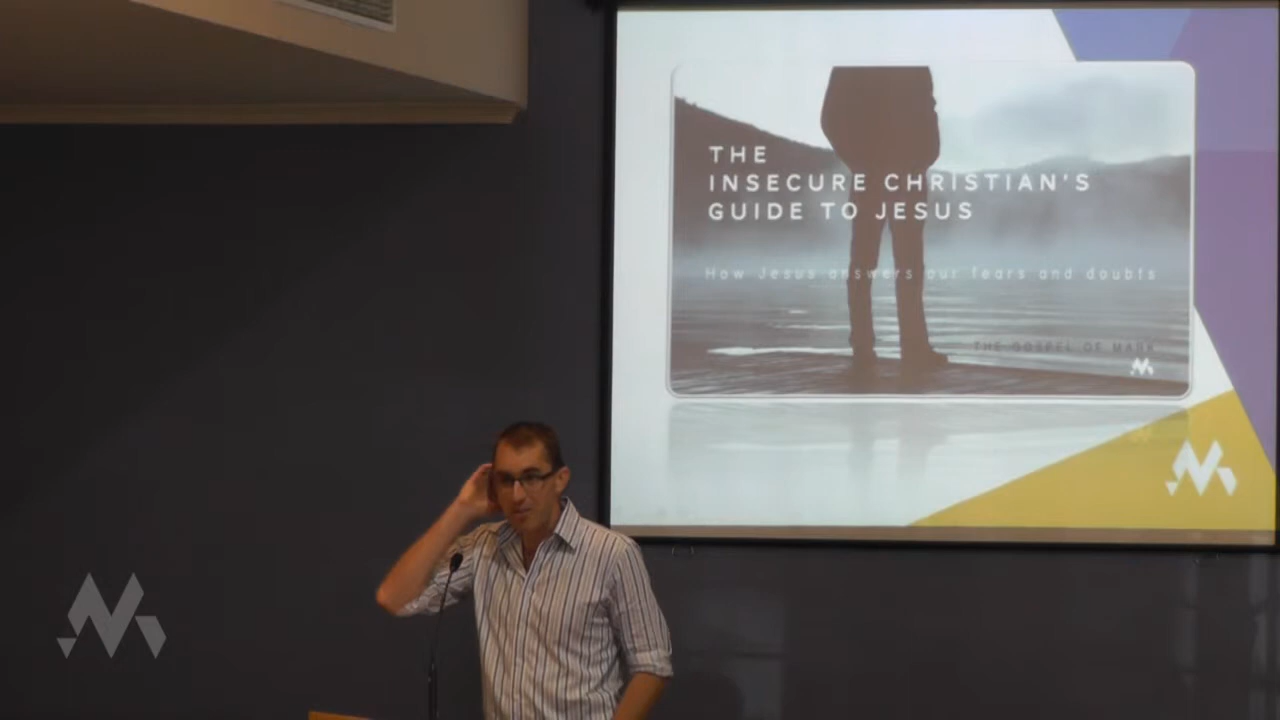 THE
INSECURE CHRISTIAN'S
GUIDE TO JESUS
How Jesus answers our fears and doubts
THE GOSPEL OF MARK